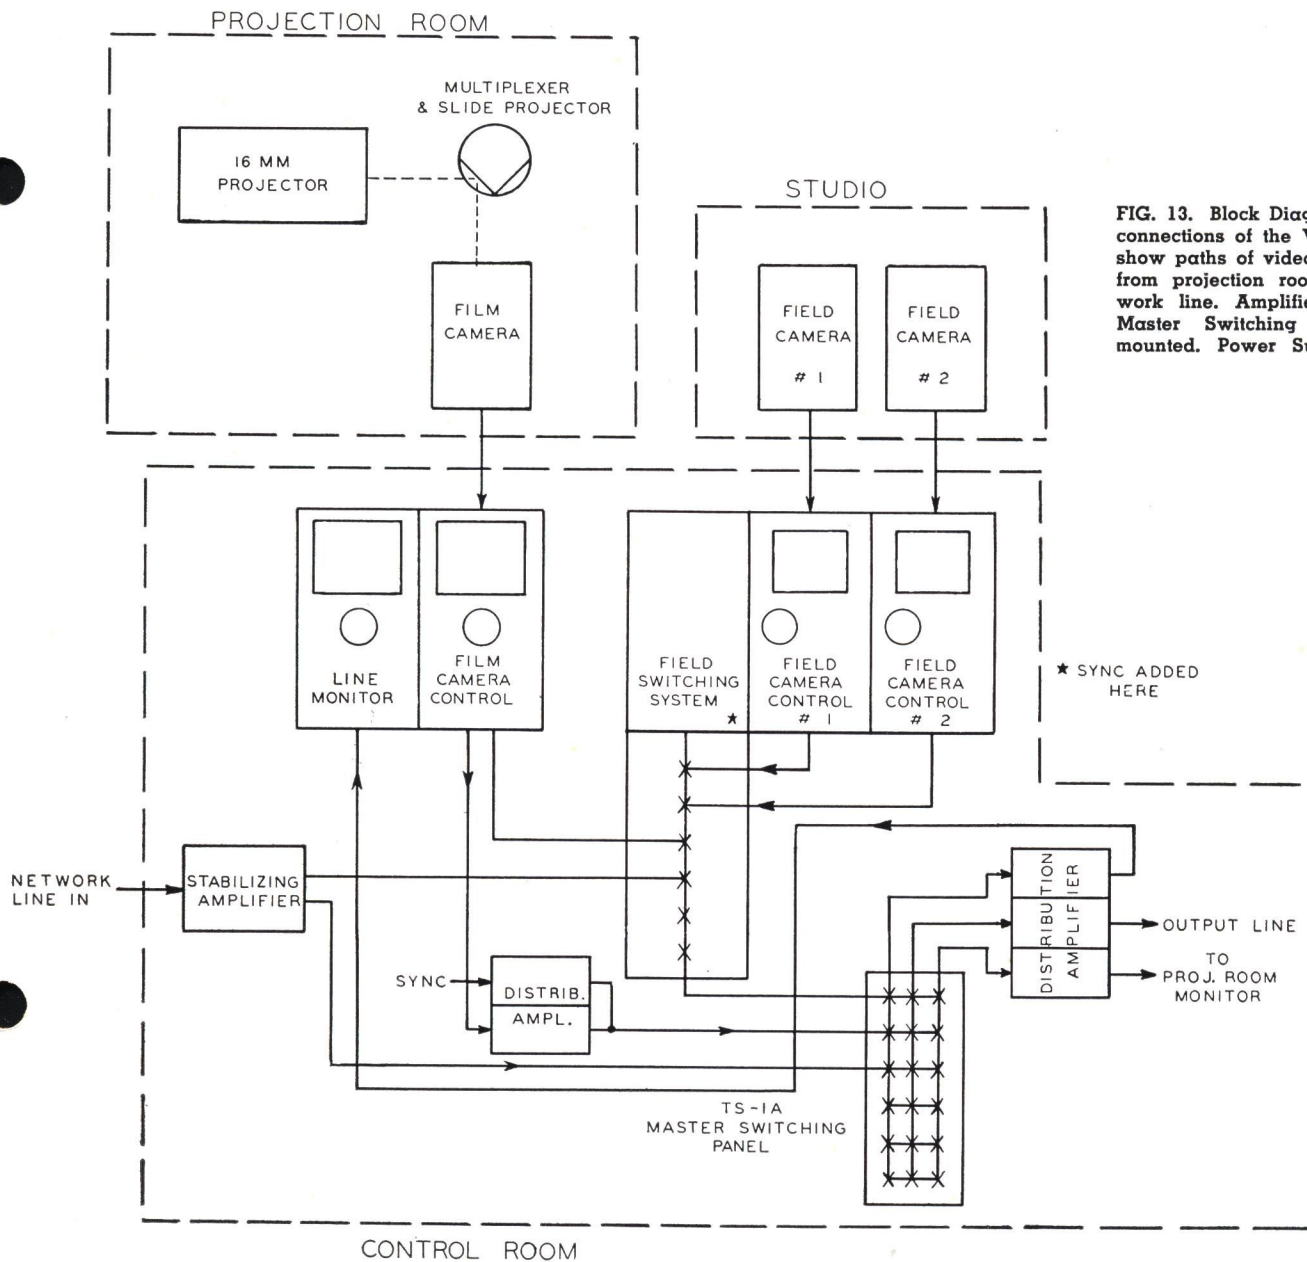 PROJECTION ROOM
MULTIPLEXER
& SLIDE PROJECTOR
16 MM
PROJECTOR
FILM
CAMERA
STUDIO
FIELD
CAMERA
# 1
FIELD
CAMERA
# 2
FIG. 13. Block Diag
connections of the
show paths of video
from projection roo
work line. Amplifie
Master Switching
mounted. Power Su
LINE
MONITOR
FILM
CAMERA
CONTROL
FIELD
SWITCHING
SYSTEM
★
FIELD
CAMERA
CONTROL
# 1
FIELD
CAMERA
CONTROL
# 2
★ SYNC ADDED
HERE
NETWORK
LINE IN
STABILIZING
AMPLIFIER
SYNC
DISTRIB.
AMPL.
DISTRIBUTION
AMPLIFIER
OUTPUT LINE
TO
PROJ. ROOM
MONITOR
TS-1A
MASTER SWITCHING
PANEL
CONTROL ROOM